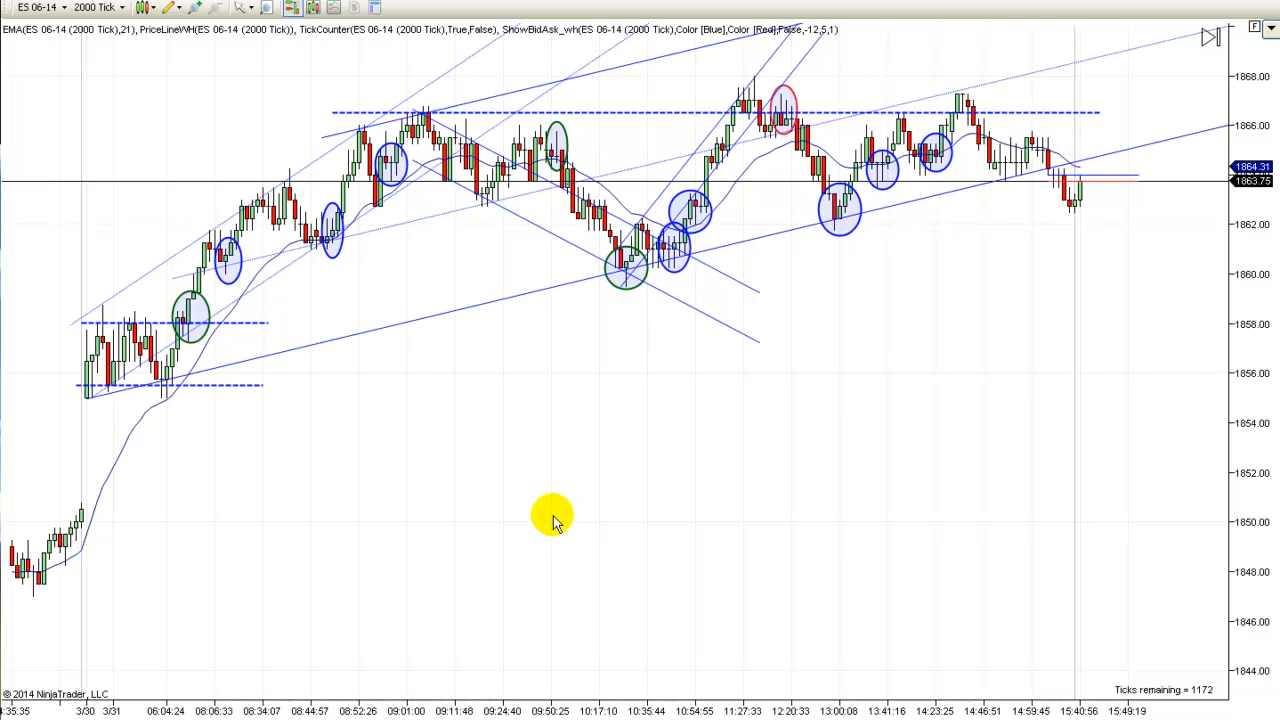 ES 06-14 2000 Tick
EMA(ES 06-14 (2000 Tick),21), PriceLineWH(ES 06-14 (2000 Tick)), TickCounter(ES 06-14 (2000 Tick),True,False), ShowBidAsk_wh(ES 06-14 (2000 Tick),Color [Blue],Color [Red],False,-12,5,1)
F
1868.00
1866.00
1864.31
1863.75
1862.00
1860.00
1858.00
1856.00
1854.00
1852.00
1850.00
1848.00
1846.00
1844.00
© 2014 NinjaTrader, LLC
Ticks remaining = 1172
4:35:35 3/30 3/31 06:04:24 08:06:33 08:34:07 08:44:57 08:52:26 09:01:00 09:11:48 09:24:40 09:50:25 10:17:10 10:35:44 10:54:55 11:27:33 12:20:33 13:00:08 13:41:16 14:23:25 14:46:51 14:59:45 15:40:56 15:49:19